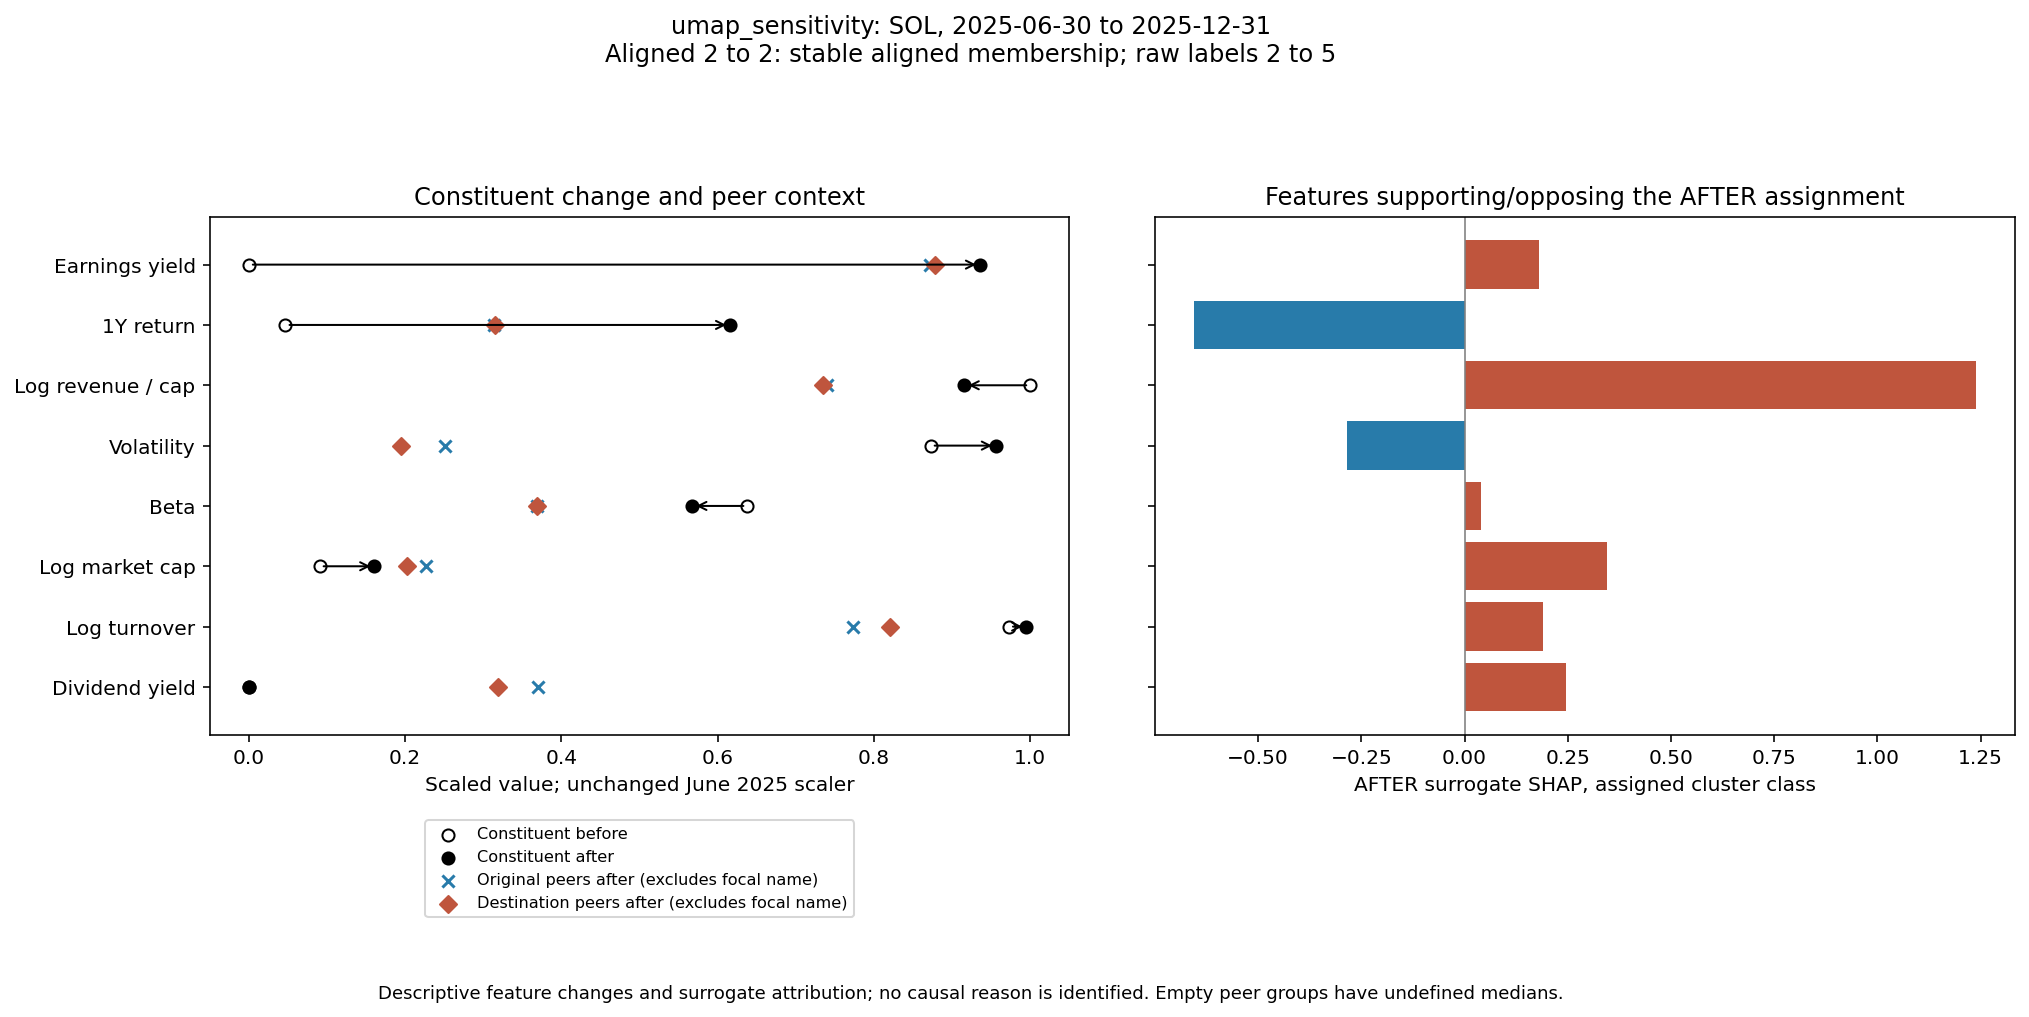 umap_sensitivity: SOL, 2025-06-30 to 2025-12-31
Aligned 2 to 2: stable aligned membership; raw labels 2 to 5
Constituent change and peer context
Earnings yield
1Y return
Log revenue / cap
Volatility
Beta
Log market cap
Log turnover
Dividend yield
0.0 0.2 0.4 0.6 0.8 1.0
Scaled value; unchanged June 2025 scaler
Constituent before
Constituent after
Original peers after (excludes focal name)
Destination peers after (excludes focal name)
Features supporting/opposing the AFTER assignment
−0.50 −0.25 0.00 0.25 0.50 0.75 1.00 1.25
AFTER surrogate SHAP, assigned cluster class
Descriptive feature changes and surrogate attribution; no causal reason is identified. Empty peer groups have undefined medians.